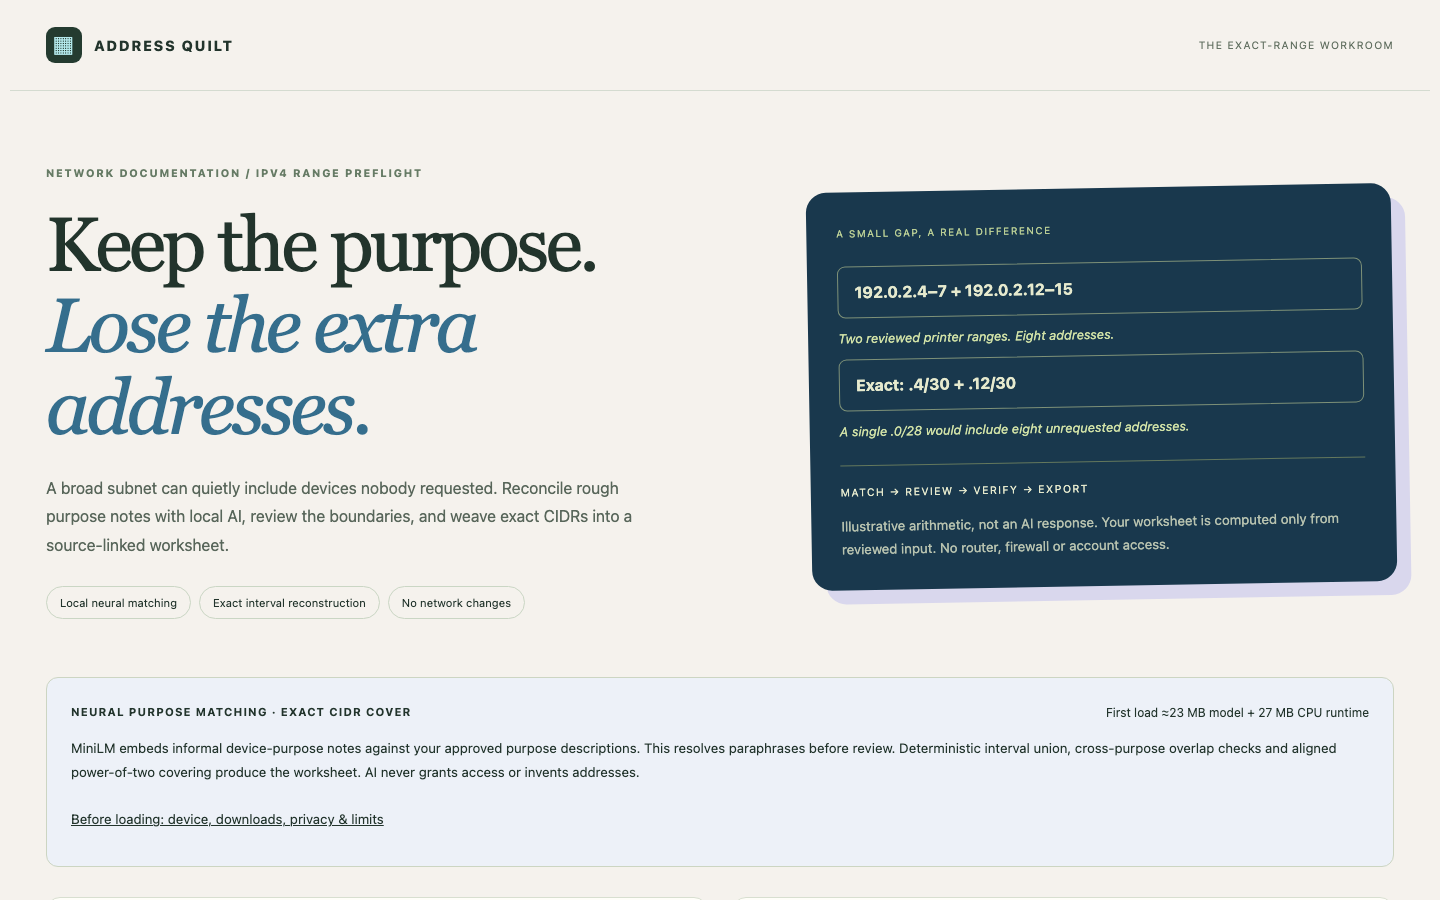 ADDRESS QUILT
THE EXACT-RANGE WORKROOM
NETWORK DOCUMENTATION / IPV4 RANGE PREFLIGHT
Keep the purpose.
Lose the extra
addresses.
A broad subnet can quietly include devices nobody requested. Reconcile rough
purpose notes with local AI, review the boundaries, and weave exact CIDRs into a
source-linked worksheet.
Local neural matching
Exact interval reconstruction
No network changes
A SMALL GAP, A REAL DIFFERENCE
192.0.2.4–7 + 192.0.2.12–15
Two reviewed printer ranges. Eight addresses.
Exact: .4/30 + .12/30
A single .0/28 would include eight unrequested addresses.
MATCH → REVIEW → VERIFY → EXPORT
Illustrative arithmetic, not an AI response. Your worksheet is computed only from
reviewed input. No router, firewall or account access.
NEURAL PURPOSE MATCHING · EXACT CIDR COVER
First load ≈23 MB model + 27 MB CPU runtime
MiniLM embeds informal device-purpose notes against your approved purpose descriptions. This resolves paraphrases before review. Deterministic interval union, cross-purpose overlap checks and aligned
power-of-two covering produce the worksheet. AI never grants access or invents addresses.
Before loading: device, downloads, privacy & limits